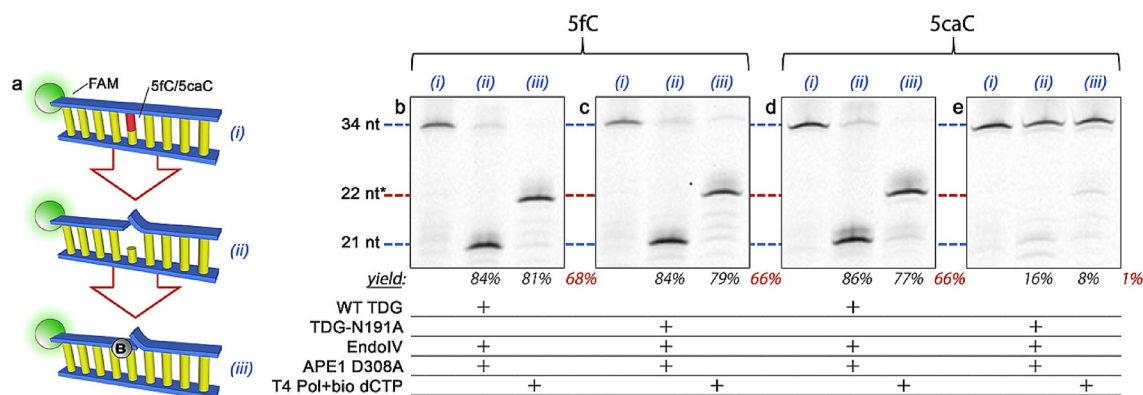 5fC 5caC
a FAM 5fC/5caC
(i)
(ii)
B (iii)
(i) (ii) (iii) (i) (ii) (iii) (i) (ii) (iii) (i) (ii) (iii)
b c d e
34 nt
22 nt*
21 nt
yield: 84% 81% 68% 84% 79% 66% 86% 77% 66% 16% 8% 1%
WT TDG + +
TDG-N191A + +
EndoIV + + + +
APE1 D308A + + + +
T4 Pol+bio dCTP + + + +